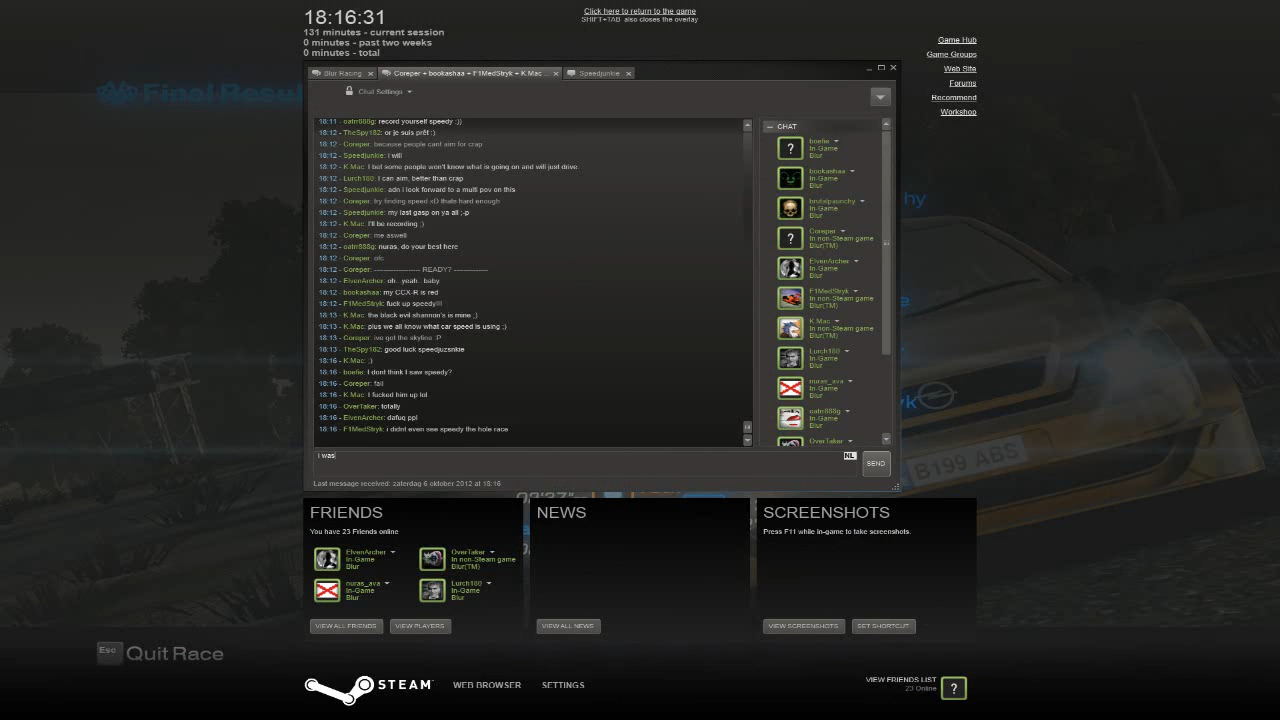 18:16:31
131 minutes - current session
0 minutes - past two weeks
0 minutes - total
Click here to return to the game
SHIFT+TAB also closes the overlay
Game Hub
Game Groups
Web Site
Forums
Recommend
Workshop
Final Resul
Blur Racing
Coreper + bookashaa + F1MedStryk + K.Mac ...
Speedjunkie
Chat Settings
18:11 - oatrr888g: record yourself speedy :))
18:12 - TheSpy182: or je suis prêt :)
18:12 - Coreper: because people cant aim for crap
18:12 - Speedjunkie: i will
18:12 - K.Mac: I bet some people won't know what is going on and will just drive.
18:12 - Lurch180: I can aim, better than crap
18:12 - Speedjunkie: adn i look forward to a multi pov on this
18:12 - Coreper: try finding speed xD thats hard enough
18:12 - Speedjunkie: my last gasp on ya all ;-p
18:12 - K.Mac: I'll be recording ;)
18:12 - Coreper: me aswell
18:12 - oatrr888g: nuras, do your best here
18:12 - Coreper: ofc
18:12 - Coreper: ------------------ READY? -------------
18:12 - ElvenArcher: oh...yeah.. baby
18:12 - bookashaa: my CCX-R is red
18:12 - F1MedStryk: fuck up speedy!!!
18:13 - K.Mac: the black evil shannon's is mine ;)
18:13 - K.Mac: plus we all know what car speed is using ;)
18:13 - Coreper: ive got the skyline :P
18:13 - TheSpy182: good luck speedjuzsnkie
18:16 - K.Mac: ;)
18:16 - boefie: I dont think I saw speedy?
18:16 - Coreper: fail
18:16 - K.Mac: I fucked him up lol
18:16 - OverTaker: totally
18:16 - ElvenArcher: dafuq ppl
18:16 - F1MedStryk: i didnt even see speedy the hole race
CHAT
boefie
In-Game
Blur
bookashaa
In-Game
Blur
brutalpaunchy
In-Game
Blur
Coreper
In non-Steam game
Blur(TM)
ElvenArcher
In-Game
Blur
F1MedStryk
In non-Steam game
Blur(TM)
K.Mac
In non-Steam game
Blur(TM)
Lurch180
In-Game
Blur
nuras_ava
In-Game
Blur
oatrr888g
In-Game
Blur
OverTaker
i was
NL
SEND
Last message received: zaterdag 6 oktober 2012 at 18:16
hy
yk
B199 ABS
FRIENDS
You have 23 Friends online
ElvenArcher
In-Game
Blur
OverTaker
In non-Steam game
Blur(TM)
nuras_ava
In-Game
Blur
Lurch180
In-Game
Blur
VIEW ALL FRIENDS
VIEW PLAYERS
NEWS
VIEW ALL NEWS
SCREENSHOTS
Press F11 while in-game to take screenshots.
VIEW SCREENSHOTS
SET SHORTCUT
Esc Quit Race
STEAM
WEB BROWSER
SETTINGS
VIEW FRIENDS LIST
23 Online